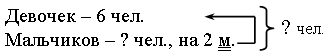 Девочек – 6 чел.
Мальчиков – ? чел., на 2 м.
? чел.